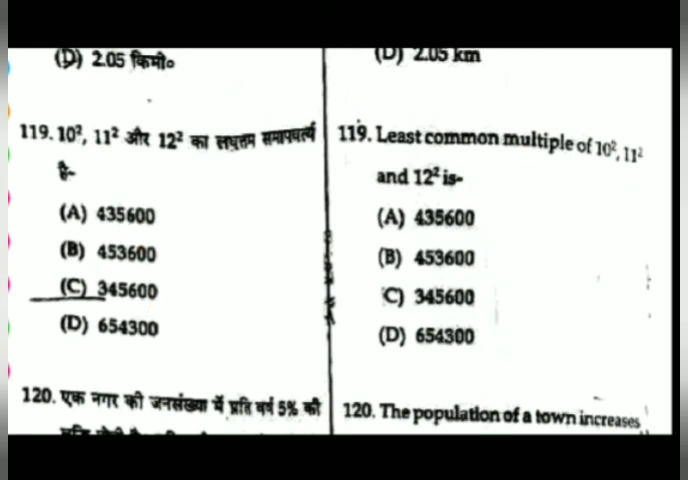 (D) 2.05 किमी०
119. 10², 11² और 12² का लघुत्तम समापवर्त्य
है-
(A) 435600
(B) 453600
(C) 345600
(D) 654300
120. एक नगर की जनसंख्या में प्रति वर्ष 5% की
(D) 2.05 km
119. Least common multiple of 10², 11²
and 12² is-
(A) 435600
(B) 453600
C) 345600
(D) 654300
120. The population of a town increases